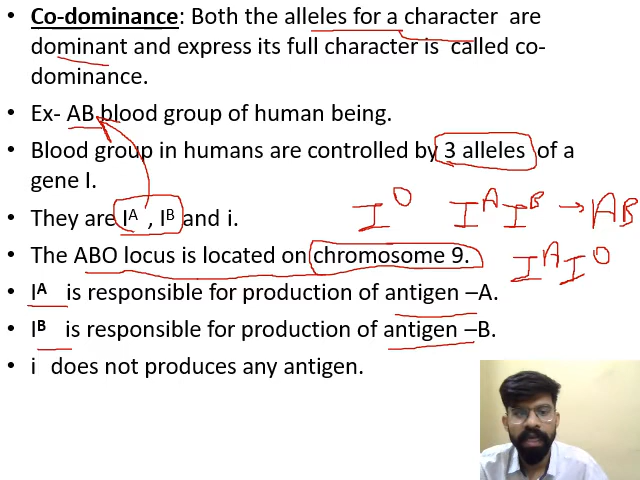 • Co-dominance: Both the alleles for a character are
dominant and express its full character is called co-
dominance.
• Ex- AB blood group of human being.
• Blood group in humans are controlled by 3 alleles of a
gene I.
• They are Iᴬ , Iᴮ and i.
I^O I^A I^B → AB
• The ABO locus is located on chromosome 9.
I^A I^O
• Iᴬ is responsible for production of antigen –A.
• Iᴮ is responsible for production of antigen –B.
• i does not produces any antigen.